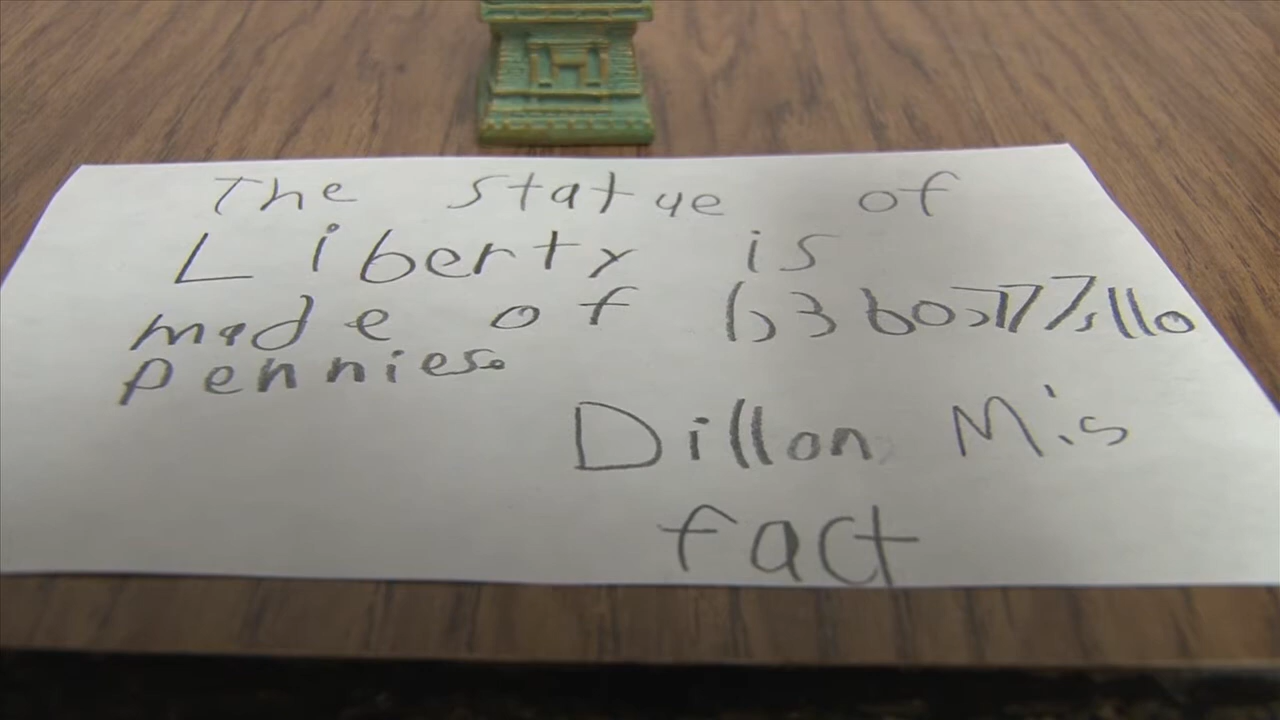 The statue of
Liberty is
made of 1,360,777,110
pennies.
Dillon M's
fact